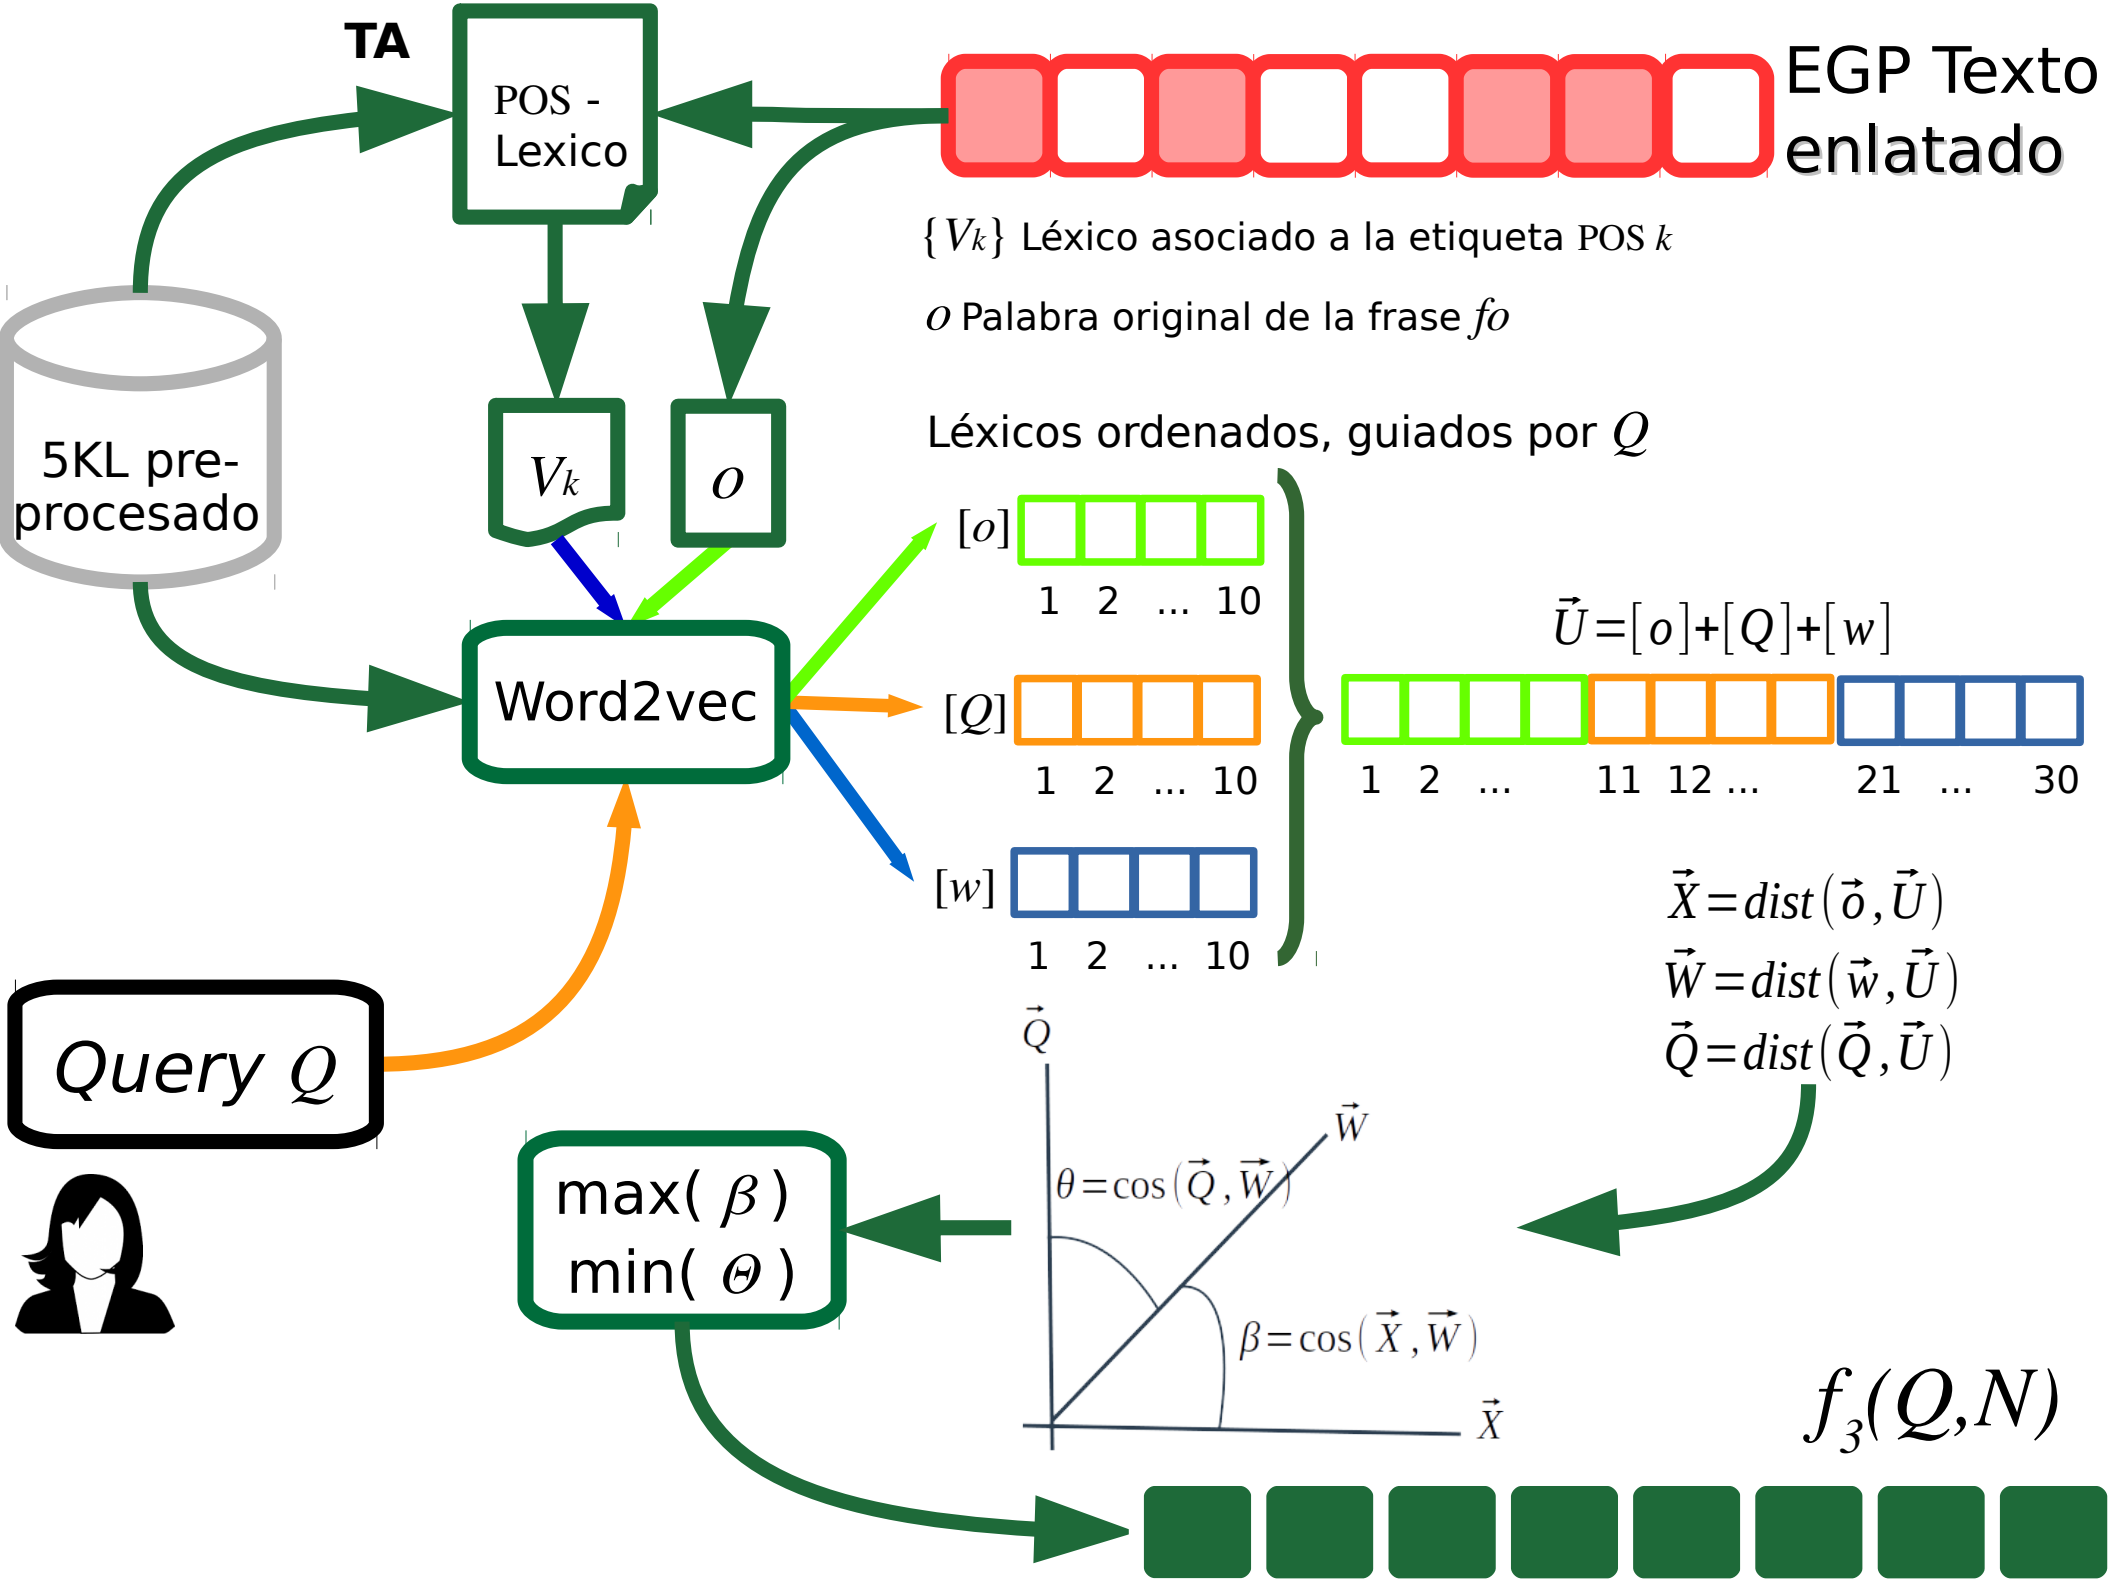 TA
POS -
Lexico
EGP Texto
enlatado
{Vk} Léxico asociado a la etiqueta POS k
o Palabra original de la frase fo
5KL pre-
procesado
Vk
o
Léxicos ordenados, guiados por Q
[o]
1 2 ... 10
Word2vec
[Q]
1 2 ... 10
[w]
1 2 ... 10
U⃗=[o]+[Q]+[w]
1 2 ... 11 12 ... 21 ... 30
X⃗=dist(o⃗,U⃗)
W⃗=dist(w⃗,U⃗)
Q⃗=dist(Q⃗,U⃗)
Query Q
Q⃗
W⃗
θ=cos(Q⃗,W⃗)
β=cos(X⃗,W⃗)
X⃗
max( β )
min( Θ )
f₃(Q,N)